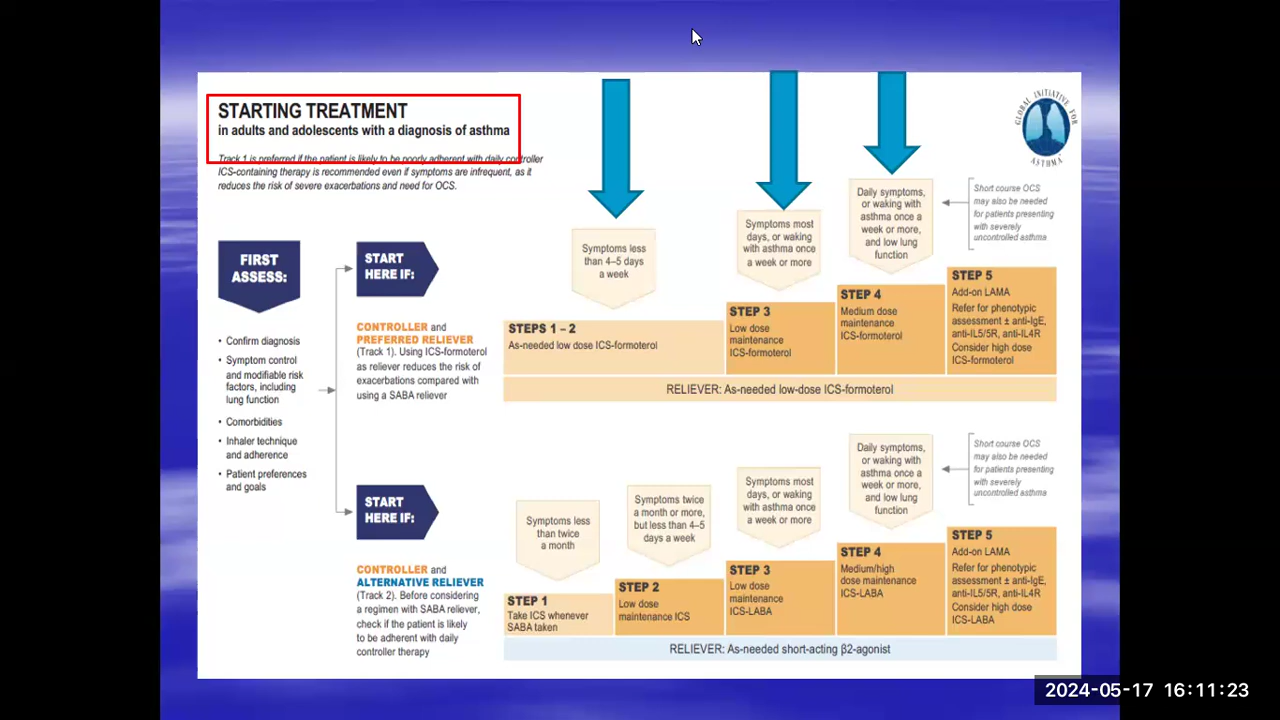 STARTING TREATMENT
in adults and adolescents with a diagnosis of asthma
Track 1 is preferred if the patient is likely to be poorly adherent with daily controller
ICS-containing therapy is recommended even if symptoms are infrequent, as it
reduces the risk of severe exacerbations and need for OCS.
GLOBAL INITIATIVE FOR
ASTHMA
FIRST
ASSESS:
• Confirm diagnosis
• Symptom control
and modifiable risk
factors, including
lung function
• Comorbidities
• Inhaler technique
and adherence
• Patient preferences
and goals
START
HERE IF:
CONTROLLER and
PREFERRED RELIEVER
(Track 1). Using ICS-formoterol
as reliever reduces the risk of
exacerbations compared with
using a SABA reliever
Symptoms less
than 4–5 days
a week
Symptoms most
days, or waking
with asthma once
a week or more
Daily symptoms,
or waking with
asthma once a
week or more,
and low lung
function
Short course OCS
may also be needed
for patients presenting
with severely
uncontrolled asthma
STEPS 1 – 2
As-needed low dose ICS-formoterol
STEP 3
Low dose
maintenance
ICS-formoterol
STEP 4
Medium dose
maintenance
ICS-formoterol
STEP 5
Add-on LAMA
Refer for phenotypic
assessment ± anti-IgE,
anti-IL5/5R, anti-IL4R
Consider high dose
ICS-formoterol
RELIEVER: As-needed low-dose ICS-formoterol
START
HERE IF:
CONTROLLER and
ALTERNATIVE RELIEVER
(Track 2). Before considering
a regimen with SABA reliever,
check if the patient is likely
to be adherent with daily
controller therapy
Symptoms less
than twice
a month
Symptoms twice
a month or more,
but less than 4–5
days a week
Symptoms most
days, or waking
with asthma once
a week or more
Daily symptoms,
or waking with
asthma once a
week or more,
and low lung
function
Short course OCS
may also be needed
for patients presenting
with severely
uncontrolled asthma
STEP 1
Take ICS whenever
SABA taken
STEP 2
Low dose
maintenance ICS
STEP 3
Low dose
maintenance
ICS-LABA
STEP 4
Medium/high
dose maintenance
ICS-LABA
STEP 5
Add-on LAMA
Refer for phenotypic
assessment ± anti-IgE,
anti-IL5/5R, anti-IL4R
Consider high dose
ICS-LABA
RELIEVER: As-needed short-acting β2-agonist
2024-05-17 16:11:23